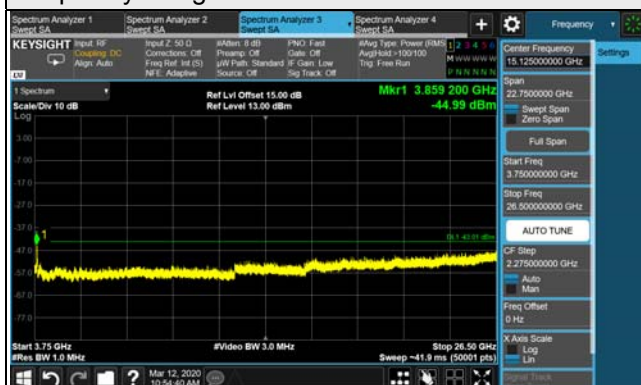 Spectrum Analyzer 1
Swept SA
Spectrum Analyzer 2
Swept SA
Spectrum Analyzer 3
Swept SA
Spectrum Analyzer 4
Swept SA
+
Frequency
KEYSIGHT
Input: RF
Coupling: DC
Align: Auto
Input Z: 50 Ω
Corrections: Off
Freq Ref: Int (S)
NFE: Adaptive
#Atten: 8 dB
Preamp: Off
µW Path: Standard
Source: Off
PNO: Fast
Gate: Off
IF Gain: Low
Sig Track: Off
#Avg Type: Power (RMS
Avg|Hold:>100/100
Trig: Free Run
1 2 3 4 5 6
M W W W W W
P N N N N N
Center Frequency
15.125000000 GHz
Settings
Span
22.7500000 GHz
Swept Span
Zero Span
Full Span
Start Freq
3.750000000 GHz
Stop Freq
26.500000000 GHz
AUTO TUNE
CF Step
2.275000000 GHz
Auto
Man
Freq Offset
0 Hz
X Axis Scale
Log
Lin
Signal Track
1 Spectrum
Scale/Div 10 dB
Log
Ref Lvl Offset 15.00 dB
Ref Level 13.00 dBm
Mkr1 3.859 200 GHz
-44.99 dBm
3.00
-7.00
-17.0
-27.0
-37.0
-47.0
-57.0
-67.0
-77.0
1
Start 3.75 GHz
#Res BW 1.0 MHz
#Video BW 3.0 MHz
Stop 26.50 GHz
Sweep ~41.9 ms (50001 pts)
?
Mar 12, 2020
10:54:40 AM